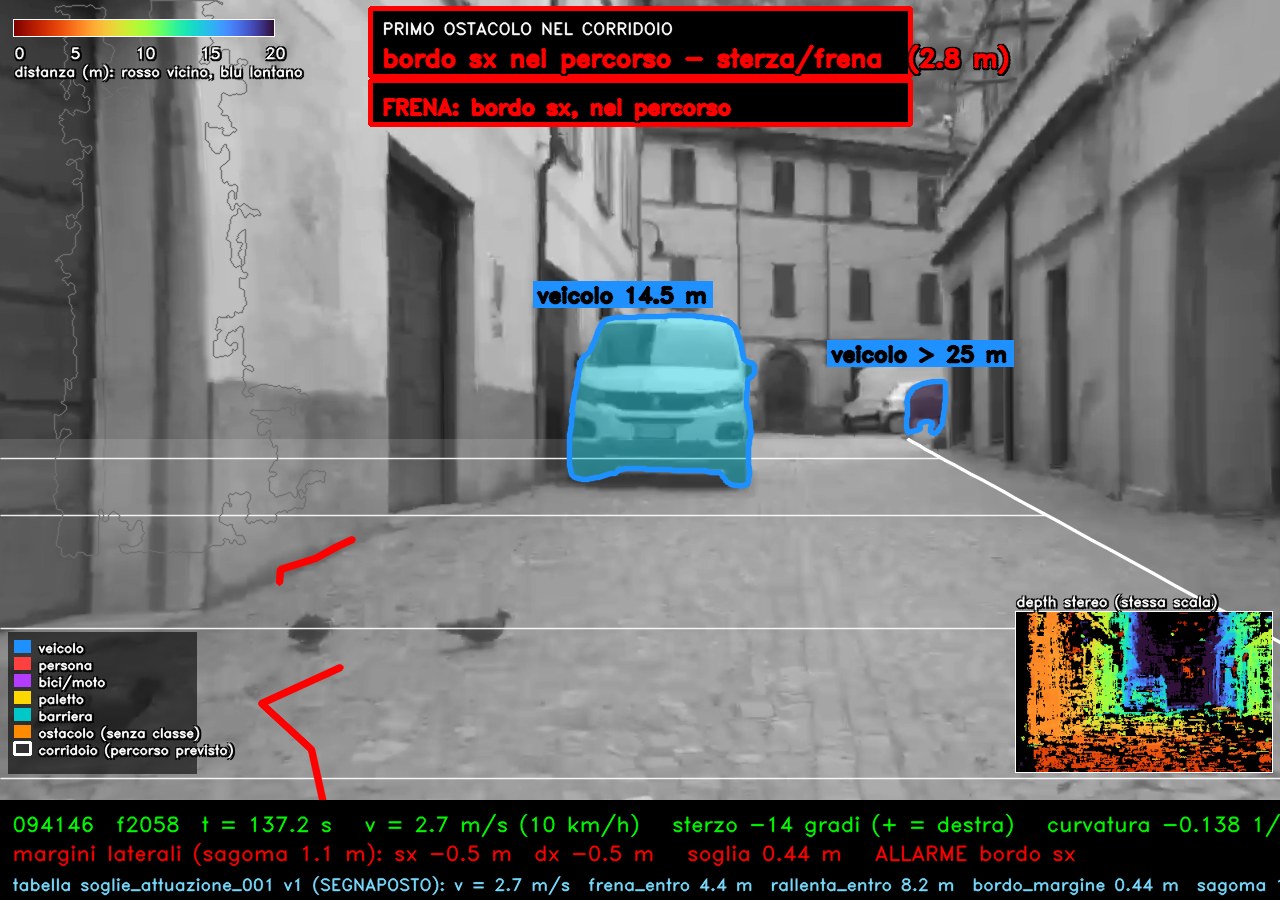 PRIMO OSTACOLO NEL CORRIDOIO
bordo sx nel percorso - sterza/frena (2.8 m)
FRENA: bordo sx, nel percorso
0 5 10 15 20
distanza (m): rosso vicino, blu lontano
veicolo 14.5 m
veicolo > 25 m
depth stereo (stessa scala)
veicolo
persona
bici/moto
paletto
barriera
ostacolo (senza classe)
corridoio (percorso previsto)
094146 f2058 t = 137.2 s v = 2.7 m/s (10 km/h) sterzo -14 gradi (+ = destra) curvatura -0.138 1/
margini laterali (sagoma 1.1 m): sx -0.5 m dx -0.5 m soglia 0.44 m ALLARME bordo sx
tabella soglie_attuazione_001 v1 (SEGNAPOSTO): v = 2.7 m/s frena_entro 4.4 m rallenta_entro 8.2 m bordo_margine 0.44 m sagoma